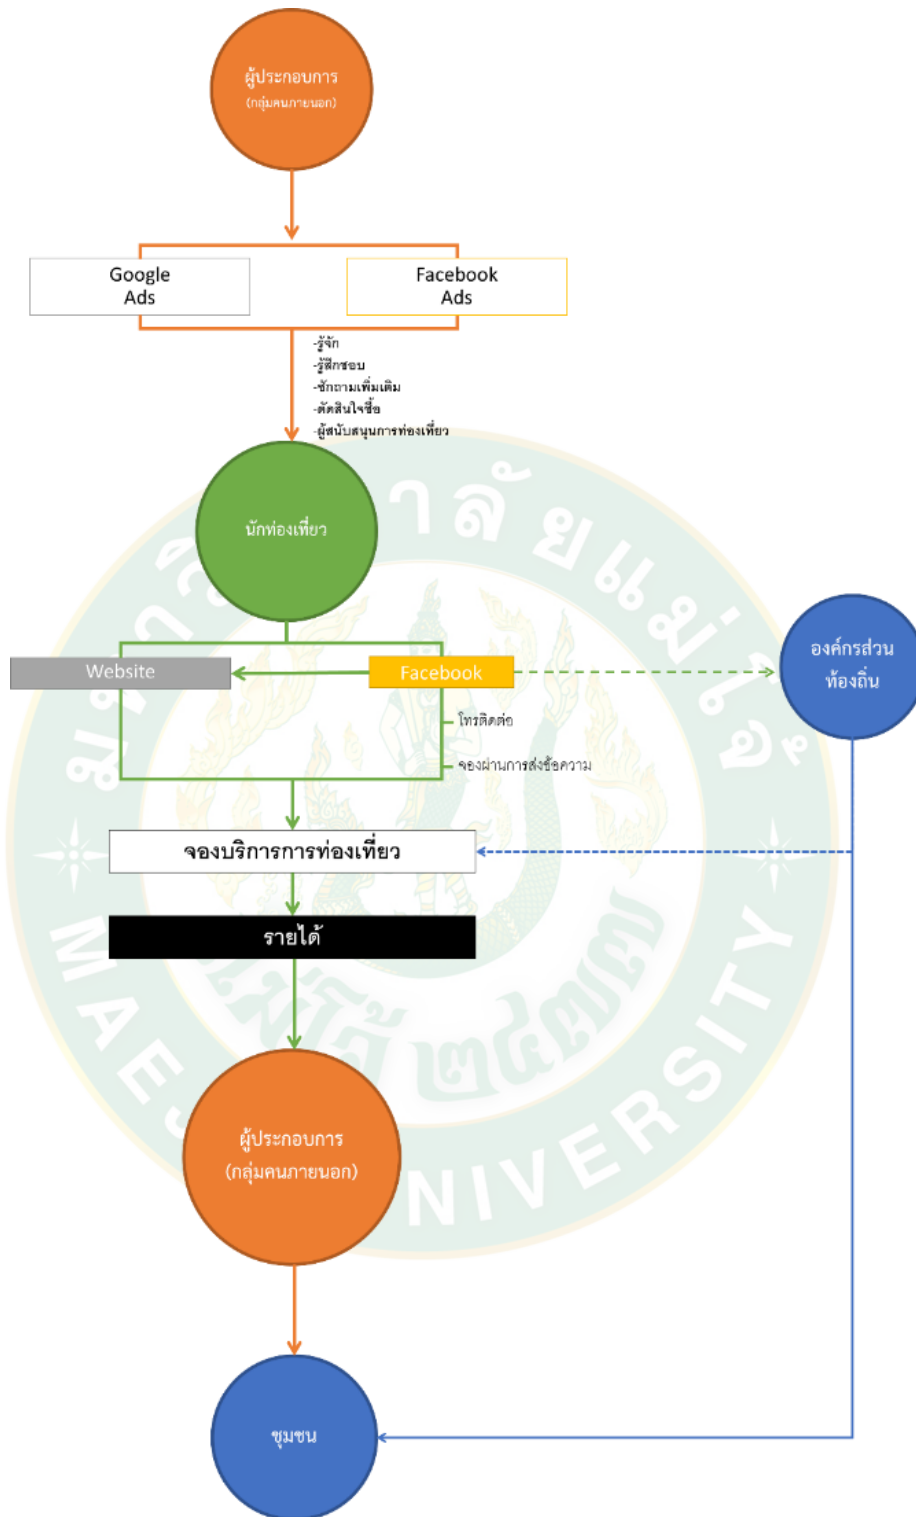 ผู้ประกอบการ
(กลุ่มคนภายนอก)
Google
Ads
Facebook
Ads
-รู้จัก
-รู้สึกชอบ
-ซักถามเพิ่มเติม
-ตัดสินใจซื้อ
-ผู้สนับสนุนการท่องเที่ยว
นักท่องเที่ยว
Website
Facebook
องค์กรส่วน
ท้องถิ่น
โทรติดต่อ
จองผ่านการส่งข้อความ
จองบริการการท่องเที่ยว
รายได้
ผู้ประกอบการ
(กลุ่มคนภายนอก)
ชุมชน
แม่โจ้ ๒๔๗๗